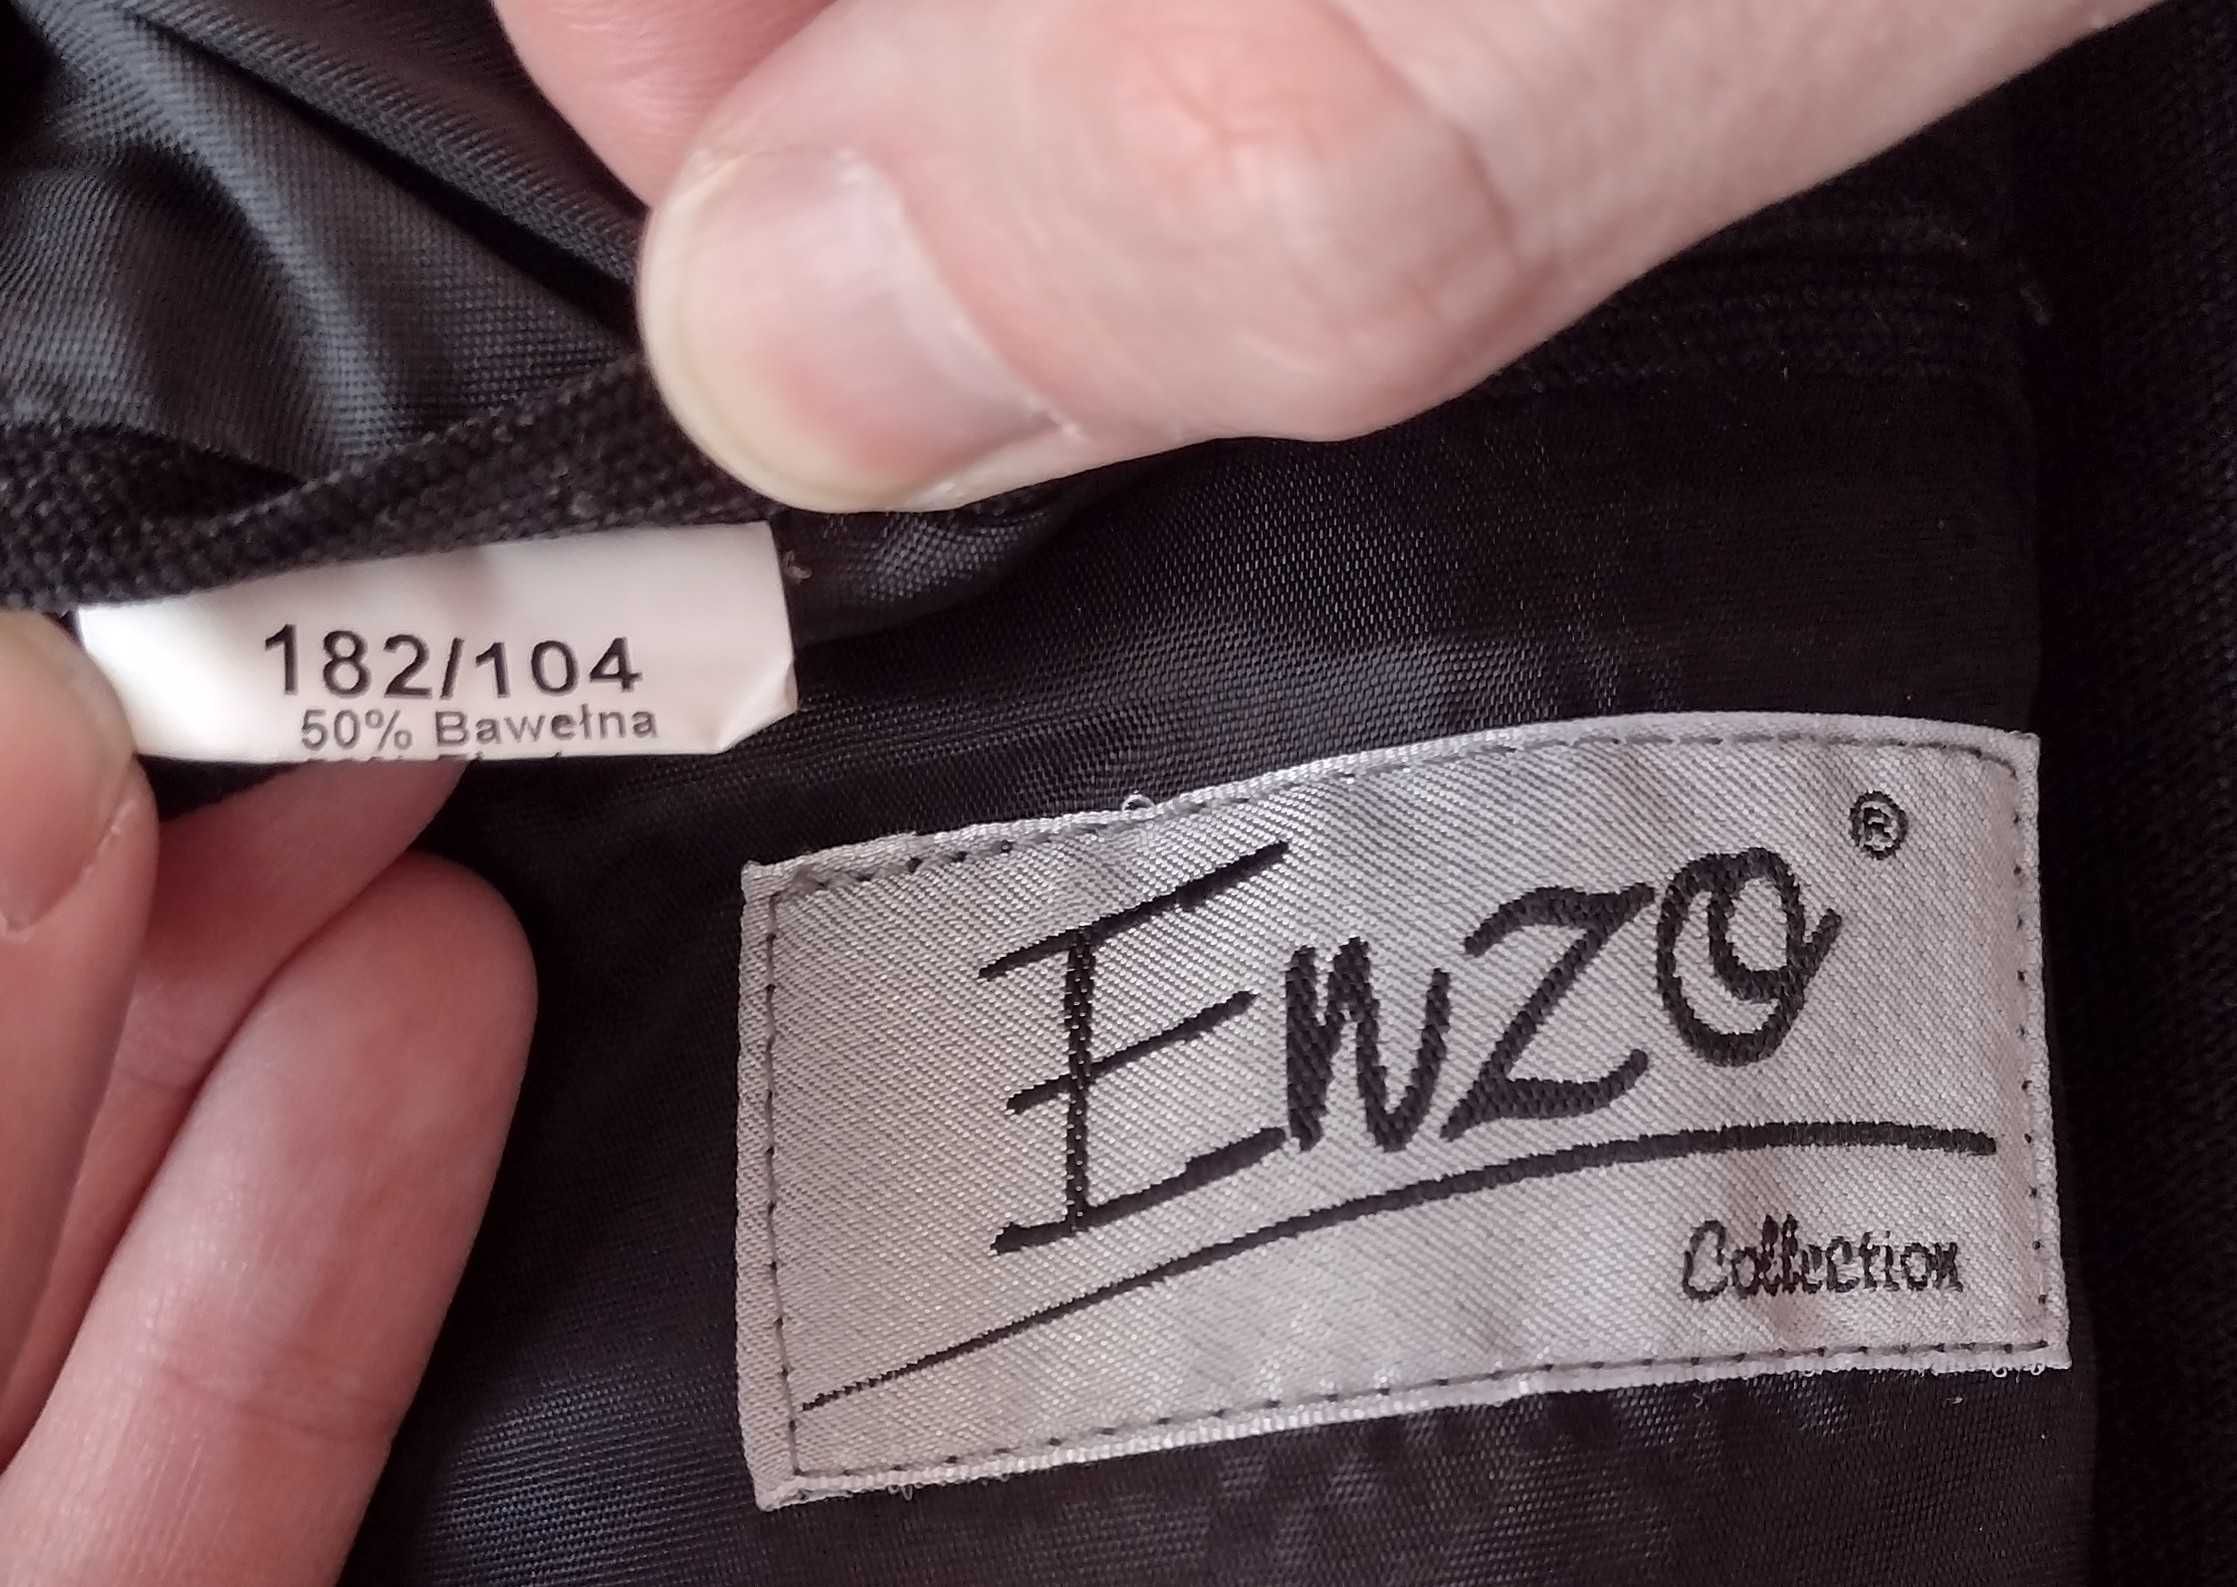 182/104
50% Bawełna
Enzo ®
Collection